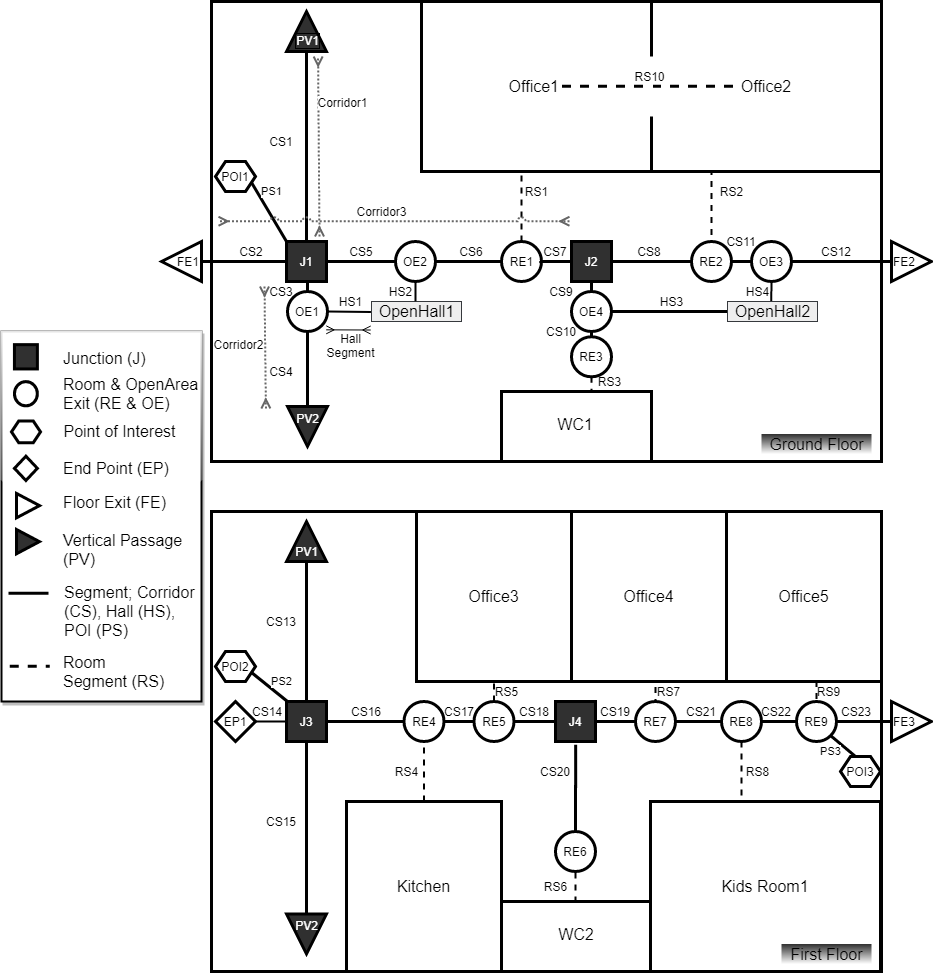 PV1
Office1
RS10
Office2
Corridor1
CS1
POI1
PS1
RS1
RS2
Corridor3
FE1
CS2
J1
CS5
OE2
CS6
RE1
CS7
J2
CS8
RE2
CS11
OE3
CS12
FE2
CS3
HS2
CS9
HS4
OE1
HS1
OpenHall1
OE4
HS3
OpenHall2
Corridor2
Hall
Segment
CS10
RE3
CS4
RS3
PV2
WC1
Ground Floor
Junction (J)
Room & OpenArea
Exit (RE & OE)
Point of Interest
End Point (EP)
Floor Exit (FE)
Vertical Passage
(PV)
Segment; Corridor
(CS), Hall (HS),
POI (PS)
Room
Segment (RS)
PV1
Office3
Office4
Office5
CS13
POI2
PS2
RS5
RS7
RS9
EP1
CS14
J3
CS16
RE4
CS17
RE5
CS18
J4
CS19
RE7
CS21
RE8
CS22
RE9
CS23
FE3
PS3
RS4
CS20
RS8
POI3
CS15
RE6
Kitchen
RS6
Kids Room1
PV2
WC2
First Floor